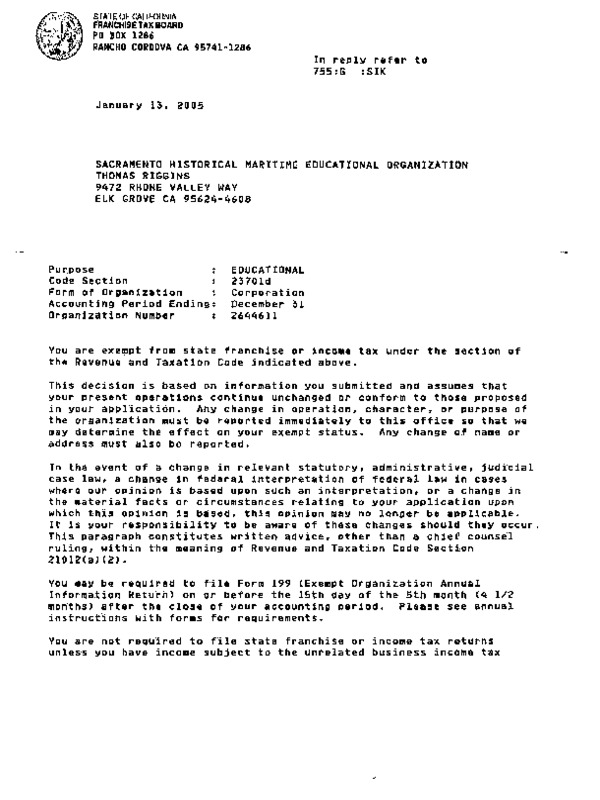 STATE OF CALIFORNIA
FRANCHISE TAX BOARD
PO BOX 1286
RANCHO CORDOVA CA 95741-1286
In reply refer to
755:G :SIK
January 13, 2005
SACRAMENTO HISTORICAL MARITIME EDUCATIONAL ORGANIZATION
THOMAS RIGGINS
9472 RHONE VALLEY WAY
ELK GROVE CA 95624-4608
Purpose : EDUCATIONAL
Code Section : 23701d
Form of Organization : Corporation
Accounting Period Ending: December 31
Organization Number : 2644611
You are exempt from state franchise or income tax under the section of
the Revenue and Taxation Code indicated above.
This decision is based on information you submitted and assumes that
your present operations continue unchanged or conform to those proposed
in your application. Any change in operation, character, or purpose of
the organization must be reported immediately to this office so that we
may determine the effect on your exempt status. Any change of name or
address must also be reported.
In the event of a change in relevant statutory, administrative, judicial
case law, a change in federal interpretation of federal law in cases
where our opinion is based upon such an interpretation, or a change in
the material facts or circumstances relating to your application upon
which this opinion is based, this opinion may no longer be applicable.
It is your responsibility to be aware of these changes should they occur.
This paragraph constitutes written advice, other than a chief counsel
ruling, within the meaning of Revenue and Taxation Code Section
21012(a)(2).
You may be required to file Form 199 (Exempt Organization Annual
Information Return) on or before the 15th day of the 5th month (4 1/2
months) after the close of your accounting period. Please see annual
instructions with forms for requirements.
You are not required to file state franchise or income tax returns
unless you have income subject to the unrelated business income tax